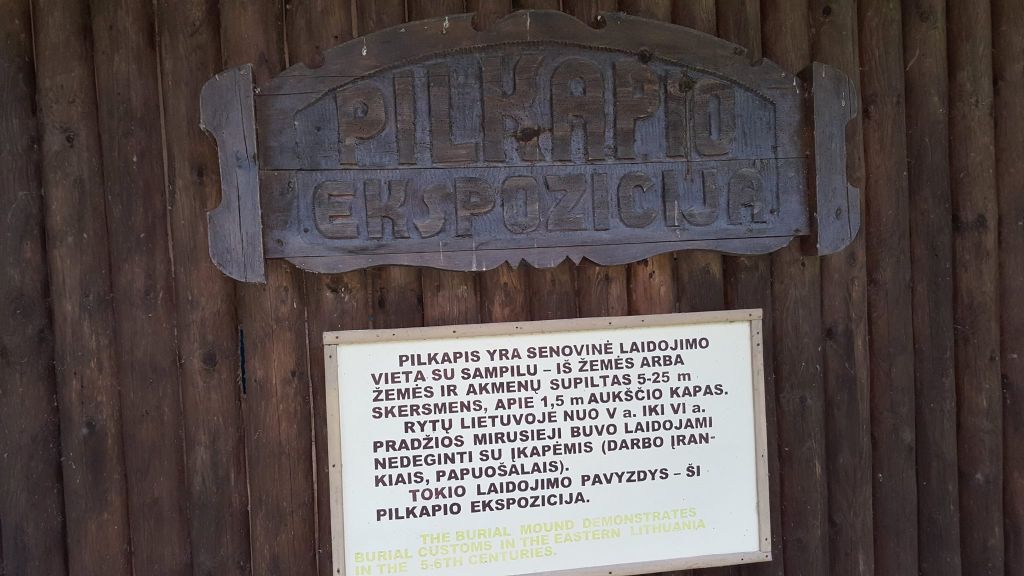 PILKAPIO
EKSPOZICIJA
PILKAPIS YRA SENOVINĖ LAIDOJIMO
VIETA SU SAMPILU – IŠ ŽEMĖS ARBA
ŽEMĖS IR AKMENŲ SUPILTAS 5-25 m
SKERSMENS, APIE 1,5 m AUKŠČIO KAPAS.
RYTŲ LIETUVOJE NUO V a. IKI VI a.
PRADŽIOS MIRUSIEJI BUVO LAIDOJAMI
NEDEGINTI SU ĮKAPĖMIS (DARBO ĮRAN-
KIAIS, PAPUOŠALAIS).
TOKIO LAIDOJIMO PAVYZDYS – ŠI
PILKAPIO EKSPOZICIJA.
THE BURIAL MOUND DEMONSTRATES
BURIAL CUSTOMS IN THE EASTERN LITHUANIA
IN THE 5-6TH CENTURIES.